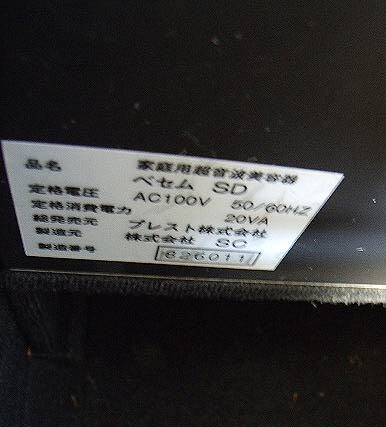 品名 家庭用超音波美容器
ベセム SD
定格電圧 AC100V 50/60HZ
定格消費電力 20VA
総発売元 プレスト株式会社
製造元 株式会社 SC
製造番号 626011